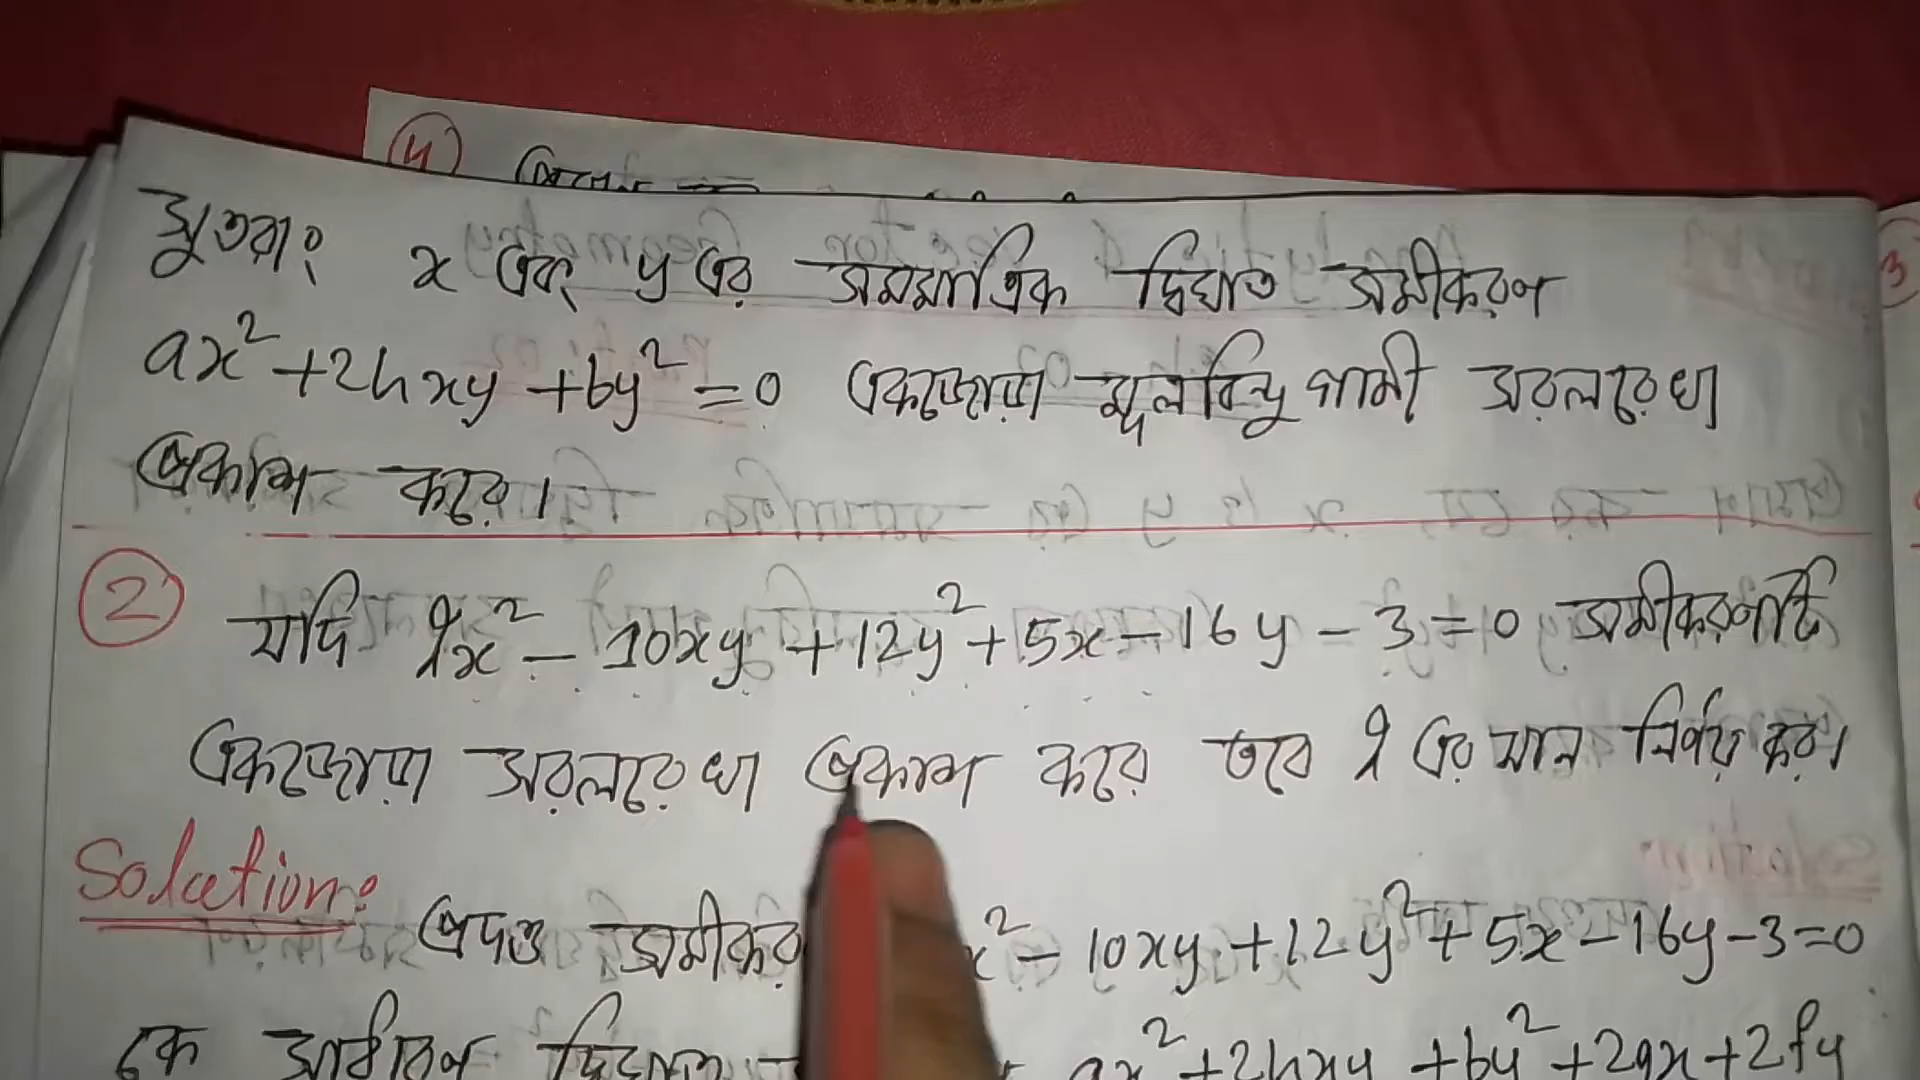 4
সুতরাং x এবং y এর সমমাত্রিক দ্বিঘাত সমীকরণ
ax² + 2hxy + by² = 0 একজোড়া মূলবিন্দু গামী সরলরেখা
প্রকাশ করে।
2 যদি λx² - 10xy + 12y² + 5x - 16y - 3 = 0 সমীকরণটি
একজোড়া সরলরেখা প্রকাশ করে তবে λ এর মান নির্ণয় কর।
Solution:
প্রদত্ত সমীকর x² - 10xy + 12y² + 5x - 16y - 3 = 0
কে সাধারণ দ্বিঘাত ax² + 2hxy + by² + 2gx + 2fy
3